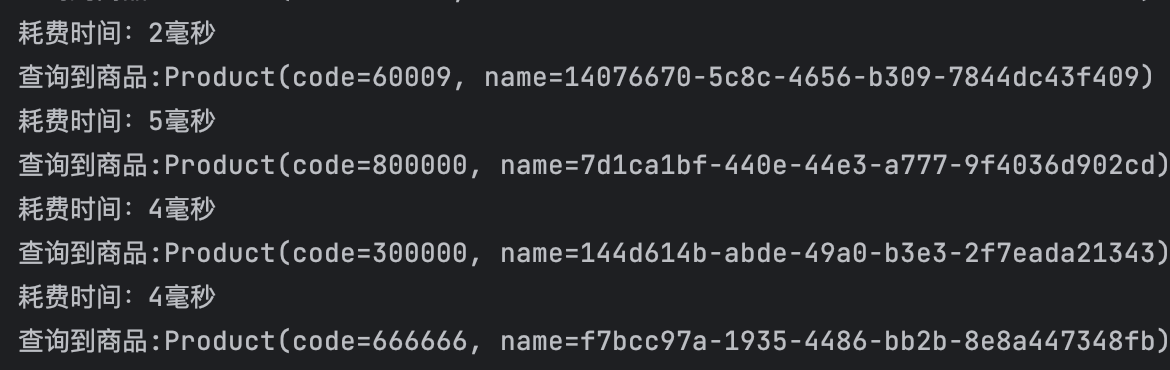 耗费时间：2毫秒
查询到商品:Product(code=60009, name=14076670-5c8c-4656-b309-7844dc43f409)
耗费时间：5毫秒
查询到商品:Product(code=800000, name=7d1ca1bf-440e-44e3-a777-9f4036d902cd)
耗费时间：4毫秒
查询到商品:Product(code=300000, name=144d614b-abde-49a0-b3e3-2f7eada21343)
耗费时间：4毫秒
查询到商品:Product(code=666666, name=f7bcc97a-1935-4486-bb2b-8e8a447348fb)